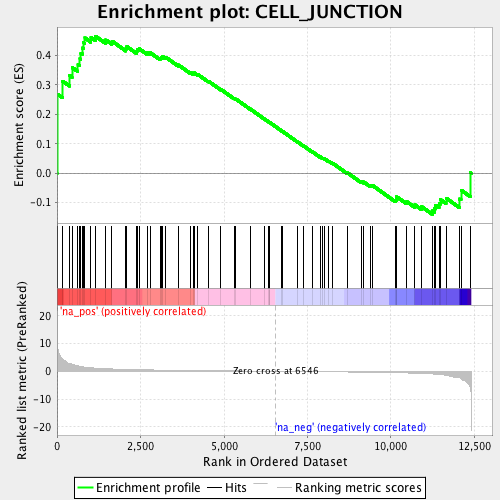 Enrichment plot: CELL_JUNCTION
Enrichment score (ES)
0.4
0.3
0.2
0.1
0.0
-0.1
'na_pos' (positively correlated)
Ranked list metric (PreRanked)
20
10
0
-10
-20
Zero cross at 6546
'na_neg' (negatively correlated)
0
2,500
5,000
7,500
10,000
12,500
Rank in Ordered Dataset
Enrichment profile
Hits
Ranking metric scores